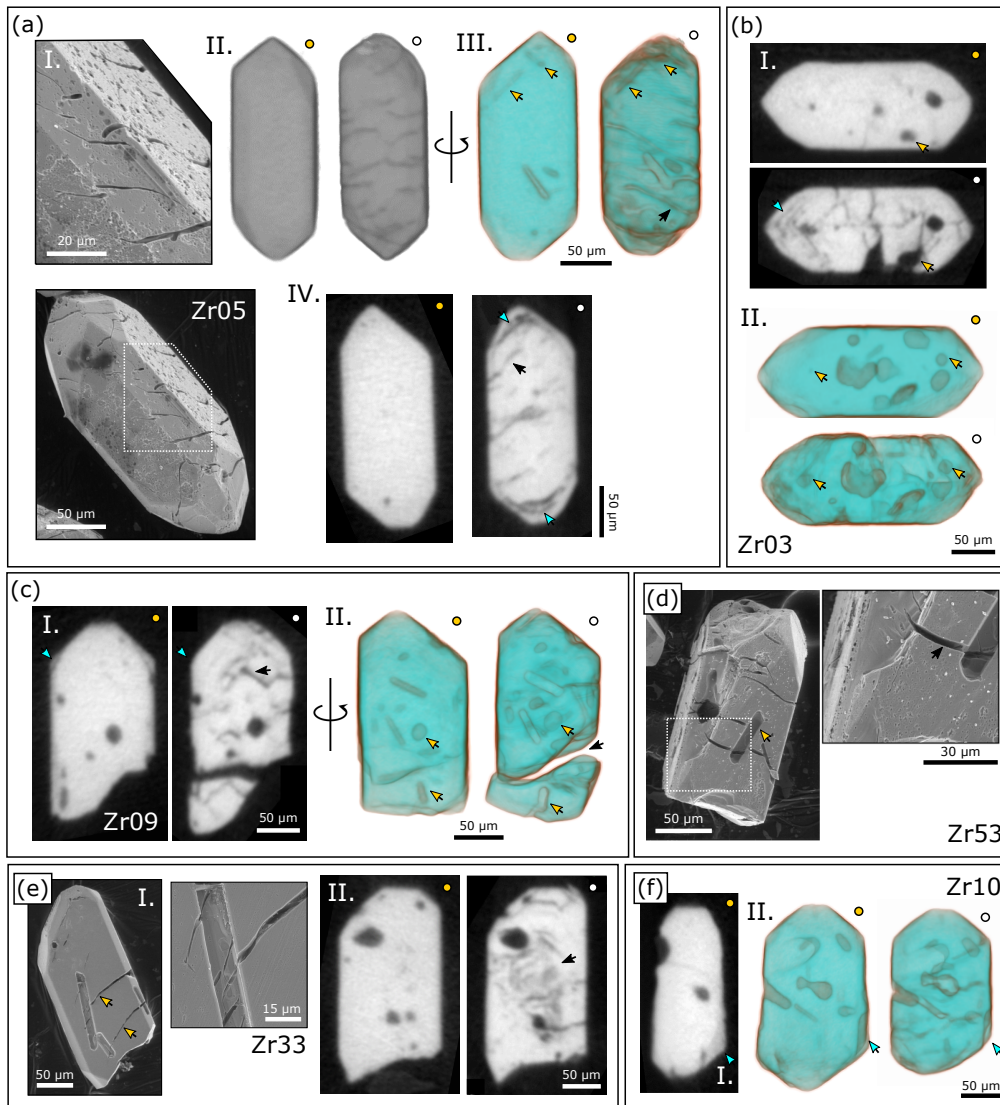 (a)
I.
20 µm
II.
III.
50 µm
Zr05
50 µm
IV.
50 µm
(b)
I.
II.
50 µm
Zr03
(c)
I.
Zr09
50 µm
II.
50 µm
(d)
50 µm
30 µm
Zr53
(e)
I.
50 µm
15 µm
Zr33
II.
50 µm
(f)
Zr10
I.
II.
50 µm